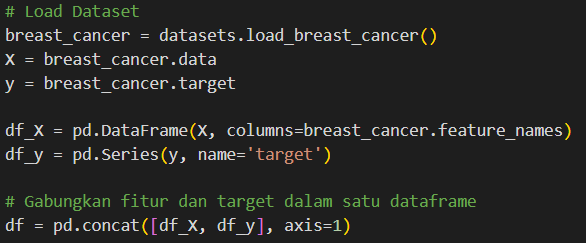 # Load Dataset
breast_cancer = datasets.load_breast_cancer()
X = breast_cancer.data
y = breast_cancer.target
df_X = pd.DataFrame(X, columns=breast_cancer.feature_names)
df_y = pd.Series(y, name='target')
# Gabungkan fitur dan target dalam satu dataframe
df = pd.concat([df_X, df_y], axis=1)